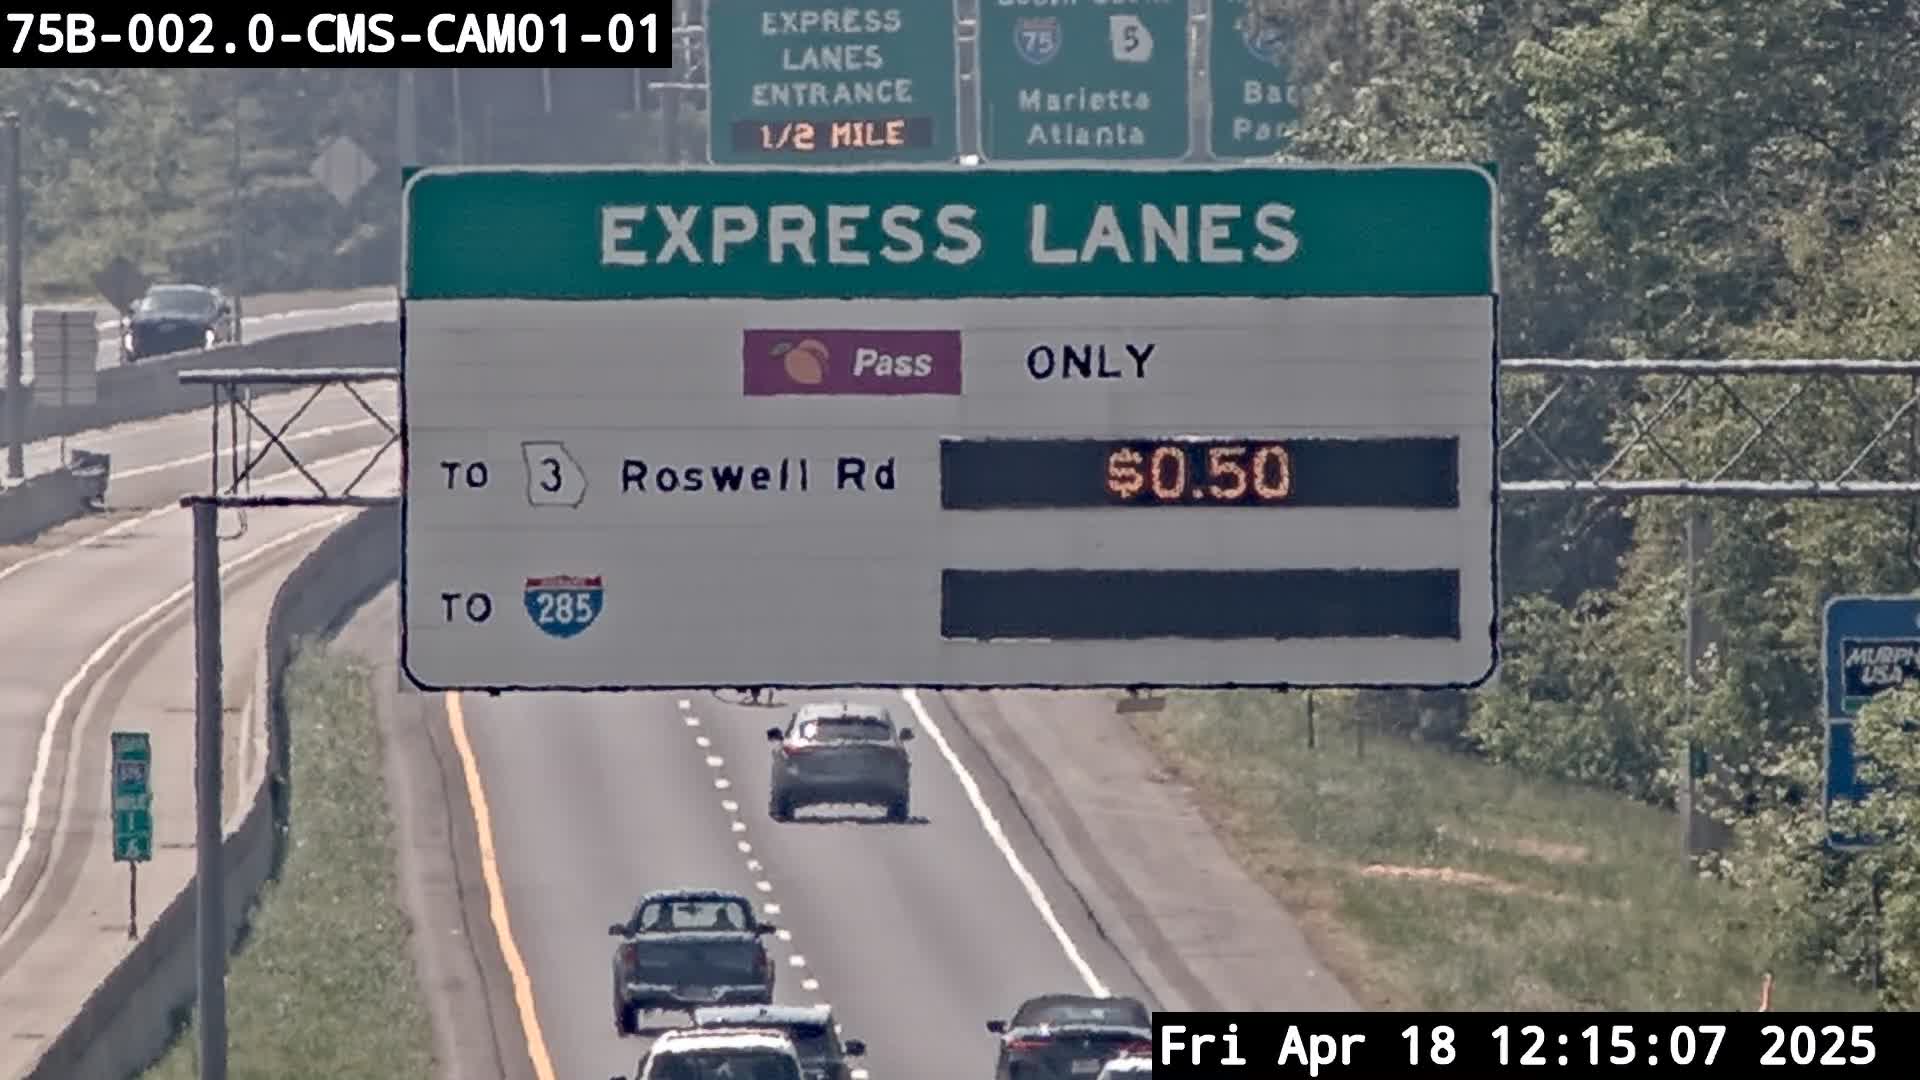 75B-002.0-CMS-CAM01-01
EXPRESS
LANES
ENTRANCE
1/2 MILE
75
5
Marietta
Atlanta
EXPRESS LANES
Pass ONLY
TO 3 Roswell Rd $0.50
TO 285
USA
Fri Apr 18 12:15:07 2025